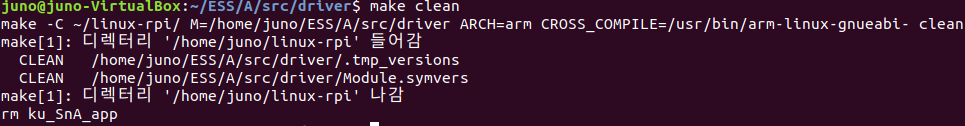 juno@juno-VirtualBox:~/ESS/A/src/driver$ make clean
make -C ~/linux-rpi/ M=/home/juno/ESS/A/src/driver ARCH=arm CROSS_COMPILE=/usr/bin/arm-linux-gnueabi- clean
make[1]: 디렉터리 '/home/juno/linux-rpi' 들어감
  CLEAN   /home/juno/ESS/A/src/driver/.tmp_versions
  CLEAN   /home/juno/ESS/A/src/driver/Module.symvers
make[1]: 디렉터리 '/home/juno/linux-rpi' 나감
rm ku_SnA_app